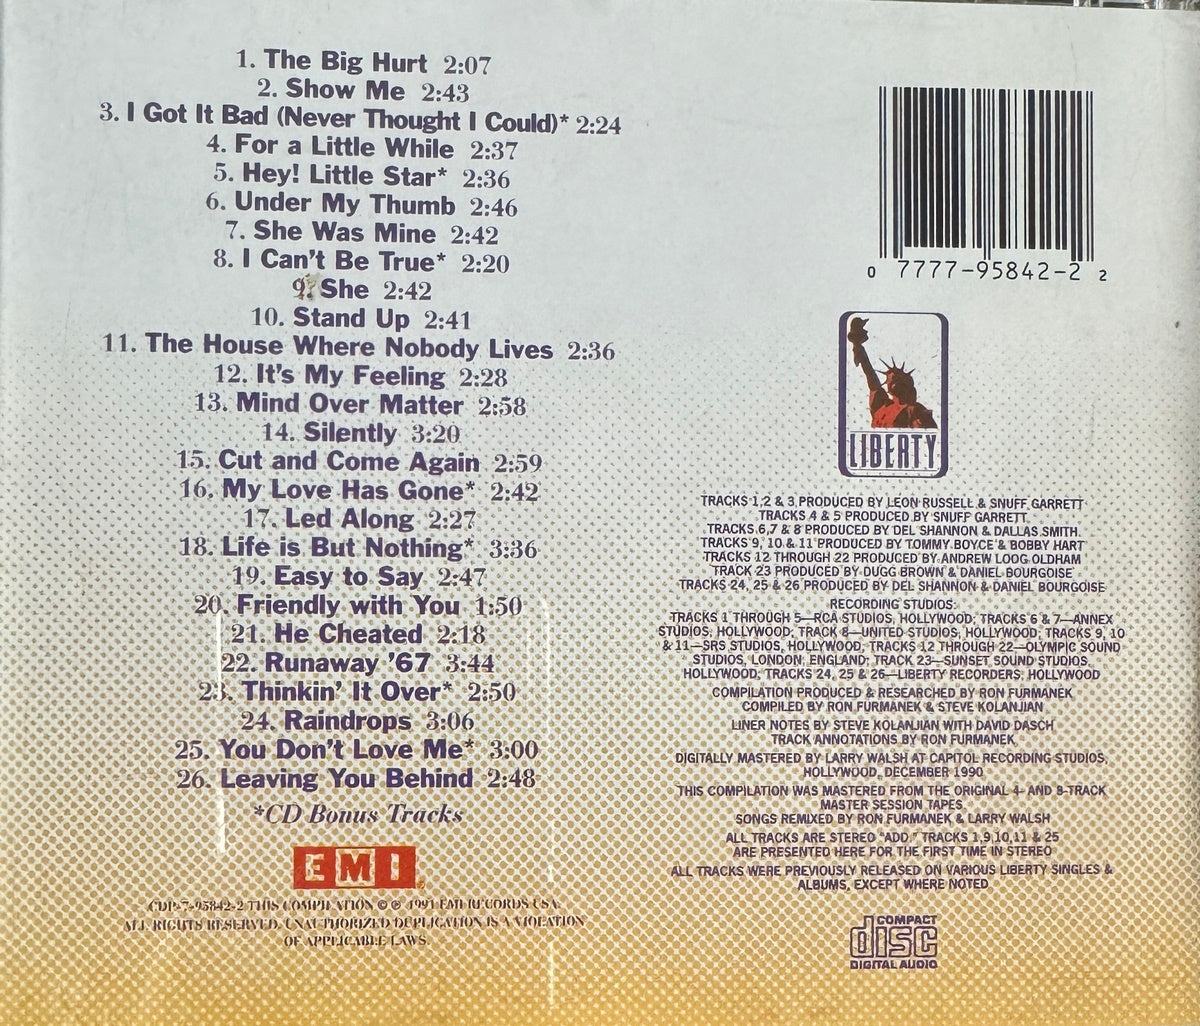 1. The Big Hurt 2:07
2. Show Me 2:43
3. I Got It Bad (Never Thought I Could)* 2:24
4. For a Little While 2:37
5. Hey! Little Star* 2:36
6. Under My Thumb 2:46
7. She Was Mine 2:42
8. I Can't Be True* 2:20
9. She 2:42
10. Stand Up 2:41
11. The House Where Nobody Lives 2:36
12. It's My Feeling 2:28
13. Mind Over Matter 2:58
14. Silently 3:20
15. Cut and Come Again 2:59
16. My Love Has Gone* 2:42
17. Led Along 2:27
18. Life is But Nothing* 3:36
19. Easy to Say 2:47
20. Friendly with You 1:50
21. He Cheated 2:18
22. Runaway '67 3:44
23. Thinkin' It Over* 2:50
24. Raindrops 3:06
25. You Don't Love Me* 3:00
26. Leaving You Behind 2:48
*CD Bonus Tracks
EMI
CDP-7-95842-2 THIS COMPILATION © ℗ 1991 EMI RECORDS USA.
ALL RIGHTS RESERVED. UNAUTHORIZED DUPLICATION IS A VIOLATION
OF APPLICABLE LAWS.
0 7777-95842-2 2
LIBERTY
TRACKS 1,2 & 3 PRODUCED BY LEON RUSSELL & SNUFF GARRETT
TRACKS 4 & 5 PRODUCED BY SNUFF GARRETT
TRACKS 6,7 & 8 PRODUCED BY DEL SHANNON & DALLAS SMITH
TRACKS 9, 10 & 11 PRODUCED BY TOMMY BOYCE & BOBBY HART
TRACKS 12 THROUGH 22 PRODUCED BY ANDREW LOOG OLDHAM
TRACK 23 PRODUCED BY DUGG BROWN & DANIEL BOURGOISE
TRACKS 24, 25 & 26 PRODUCED BY DEL SHANNON & DANIEL BOURGOISE
RECORDING STUDIOS:
TRACKS 1 THROUGH 5—RCA STUDIOS, HOLLYWOOD; TRACKS 6 & 7—ANNEX
STUDIOS, HOLLYWOOD; TRACK 8—UNITED STUDIOS, HOLLYWOOD; TRACKS 9, 10
& 11—SRS STUDIOS, HOLLYWOOD; TRACKS 12 THROUGH 22—OLYMPIC SOUND
STUDIOS, LONDON, ENGLAND; TRACK 23—SUNSET SOUND STUDIOS,
HOLLYWOOD; TRACKS 24, 25 & 26—LIBERTY RECORDERS, HOLLYWOOD
COMPILATION PRODUCED & RESEARCHED BY RON FURMANEK
COMPILED BY RON FURMANEK & STEVE KOLANJIAN
LINER NOTES BY STEVE KOLANJIAN WITH DAVID DASCH
TRACK ANNOTATIONS BY RON FURMANEK
DIGITALLY MASTERED BY LARRY WALSH AT CAPITOL RECORDING STUDIOS,
HOLLYWOOD, DECEMBER 1990
THIS COMPILATION WAS MASTERED FROM THE ORIGINAL 4- AND 8-TRACK
MASTER SESSION TAPES
SONGS REMIXED BY RON FURMANEK & LARRY WALSH
ALL TRACKS ARE STEREO "ADD." TRACKS 1,9,10,11 & 25
ARE PRESENTED HERE FOR THE FIRST TIME IN STEREO
ALL TRACKS WERE PREVIOUSLY RELEASED ON VARIOUS LIBERTY SINGLES &
ALBUMS, EXCEPT WHERE NOTED
COMPACT
disc
DIGITAL AUDIO